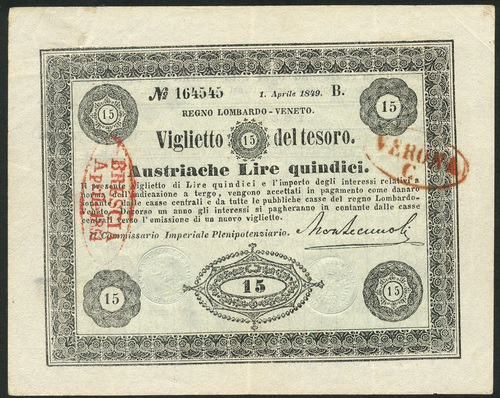 № 164545 1. Aprile 1849. B.
15 15
REGNO LOMBARDO-VENETO.
Viglietto 15 del tesoro.
Austriache Lire quindici.
Il presente Viglietto di Lire quindici e l'importo degli interessi relativi a
norma dell'indicazione a tergo, vengono accettati in pagamento come danaro
contante dalle casse centrali e da tutte le pubbliche casse del regno Lombardo-
Veneto. Scorso un anno gli interessi si pagheranno in contante dalle casse
centrali verso l'emissione di un nuovo viglietto.
Il Commissario Imperiale Plenipotenziario. Montecuccoli
15 15 15
VERONA